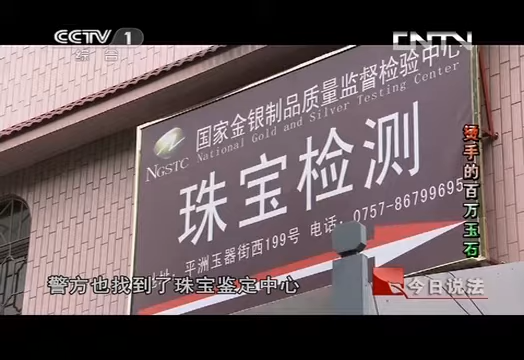 CCTV 1
综合
CNTN
NGSTC
国家金银制品质量监督检验中心
National Gold and Silver Testing Center
珠宝检测
地址：平洲玉器街西199号 电话：0757-86799695
烫手的百万玉石
警方也找到了珠宝鉴定中心
今日说法